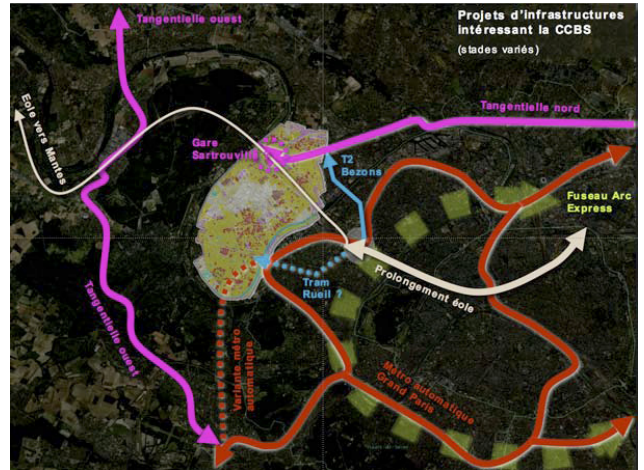 Projets d'infrastructures
intéressant la CCBS
(stades variés)
Tangentielle ouest
Eole vers Mantes
Tangentielle nord
Gare
Sartrouville
T2
Bezons
Fuseau Arc
Express
Prolongement éole
Tram
Rueil ?
Tangentielle ouest
Variante métro
automatique
Métro automatique
Grand Paris